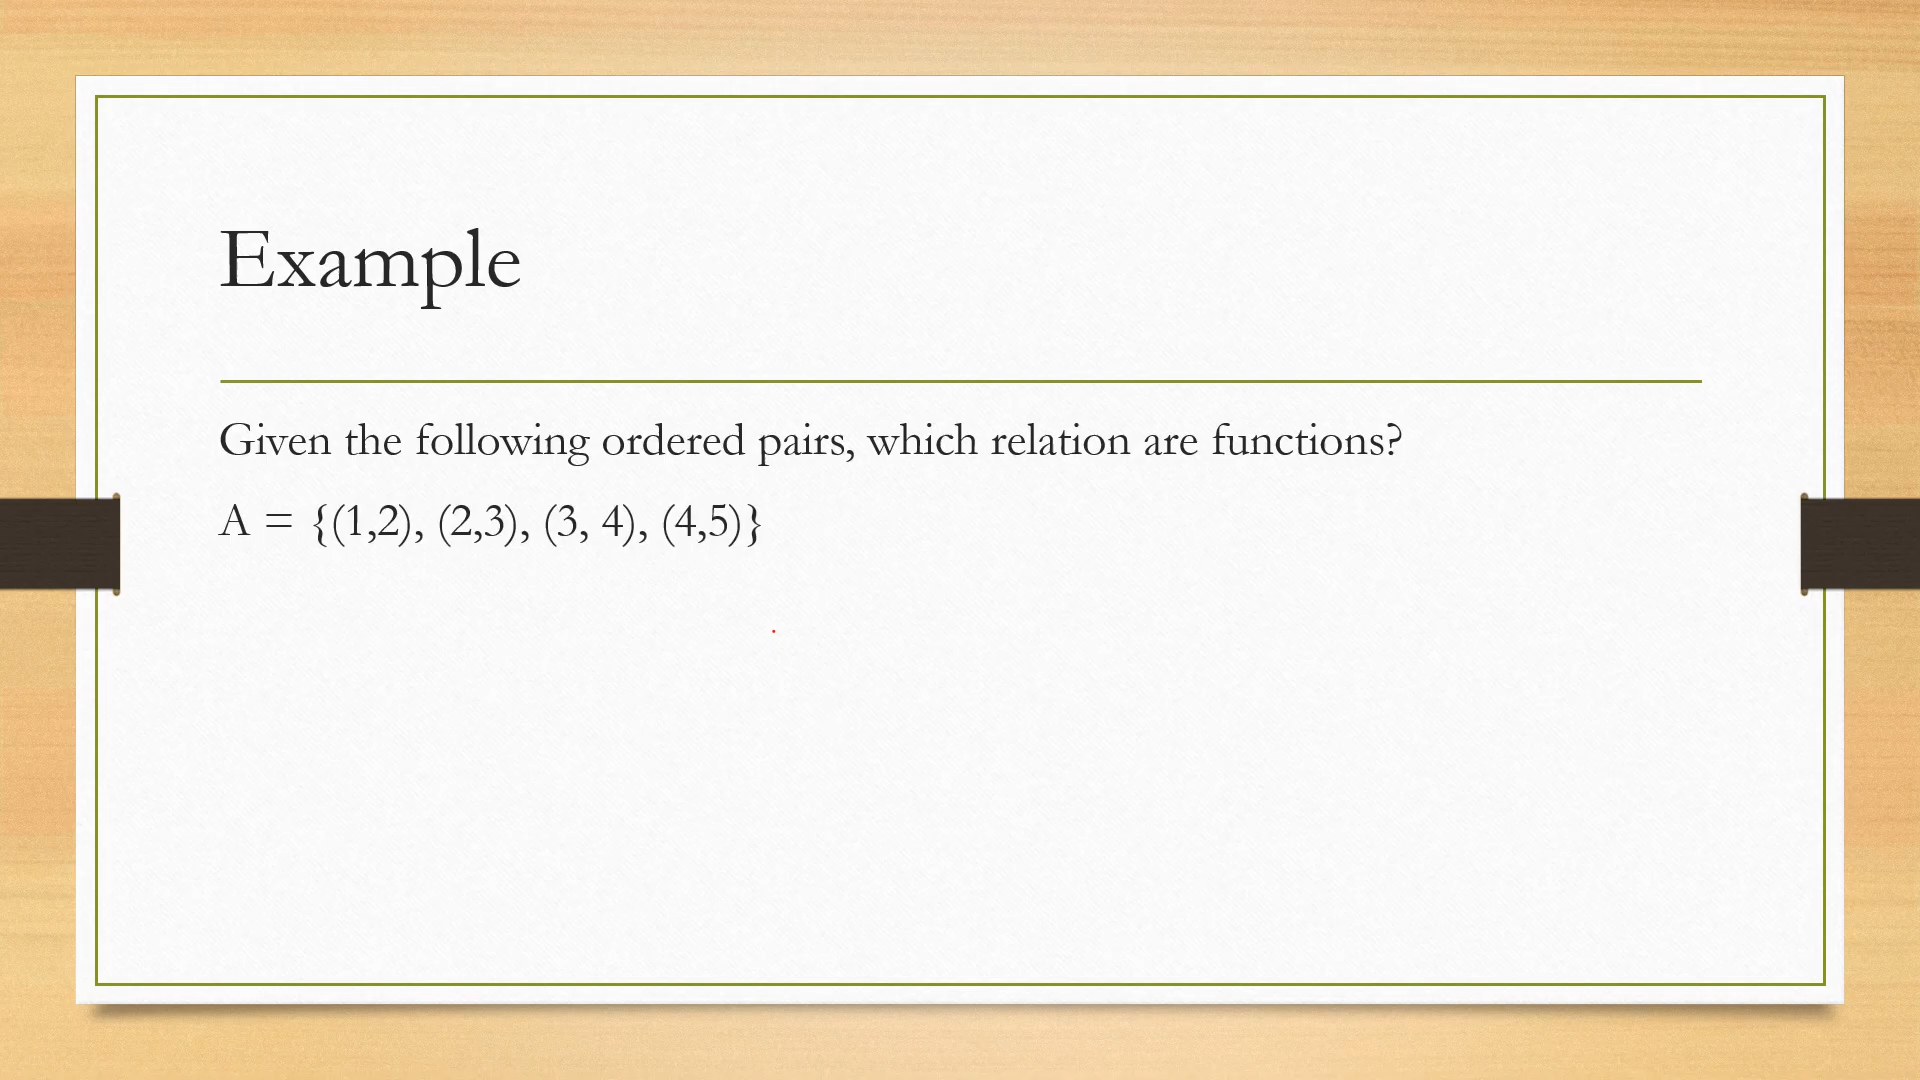 Example
Given the following ordered pairs, which relation are functions?
A = {(1,2), (2,3), (3, 4), (4,5)}